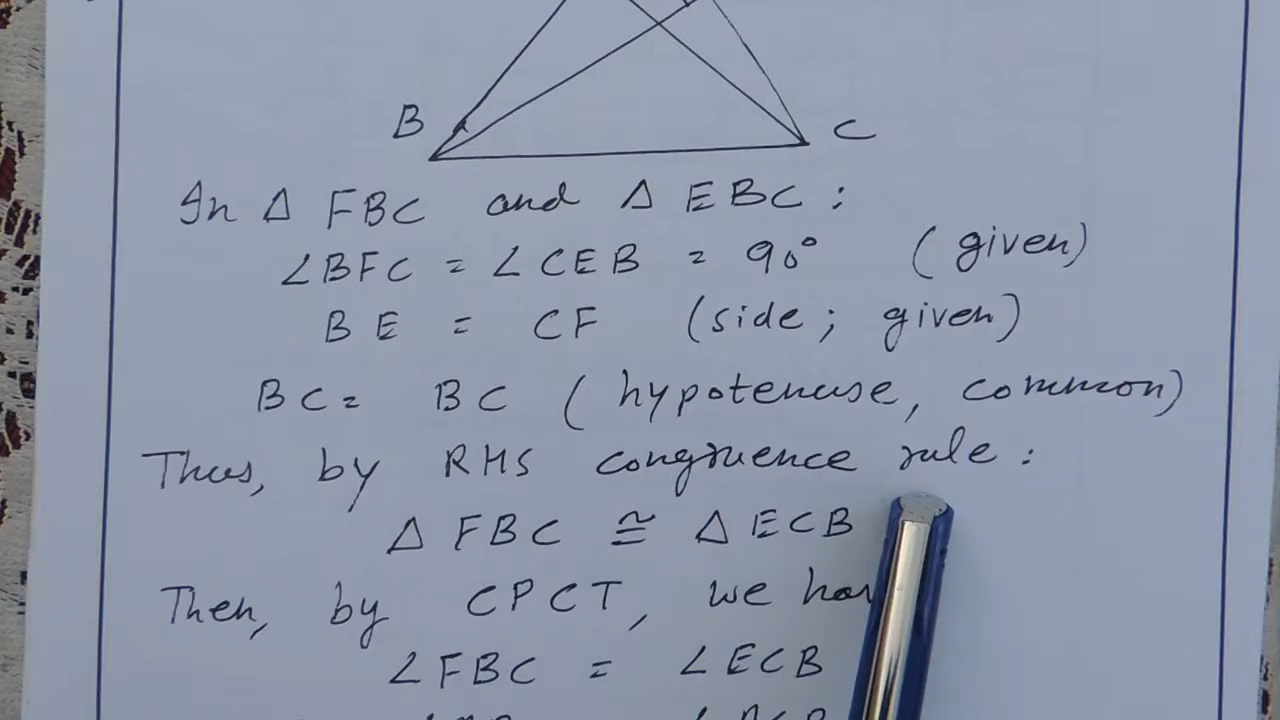 B C
In Δ FBC and Δ EBC :
∠BFC = ∠CEB = 90° (given)
BE = CF (side; given)
BC = BC (hypotenuse, common)
Thus, by RHS congruence rule :
Δ FBC ≅ Δ ECB
Then, by CPCT, we
∠FBC = ∠ECB